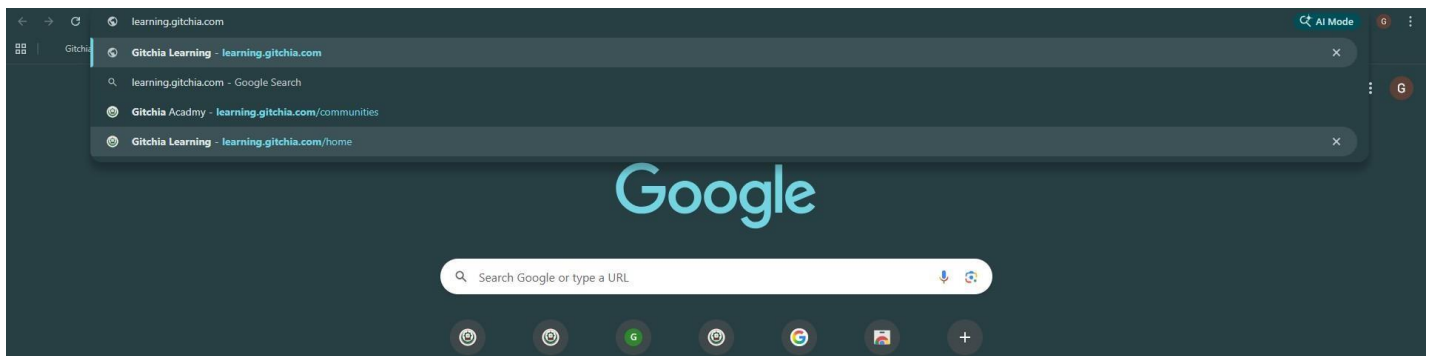 learning.gitchia.com
AI Mode
G
Gitchia
Gitchia Learning - learning.gitchia.com
learning.gitchia.com - Google Search
G
Gitchia Acadmy - learning.gitchia.com/communities
Gitchia Learning - learning.gitchia.com/home
Google
Search Google or type a URL
G